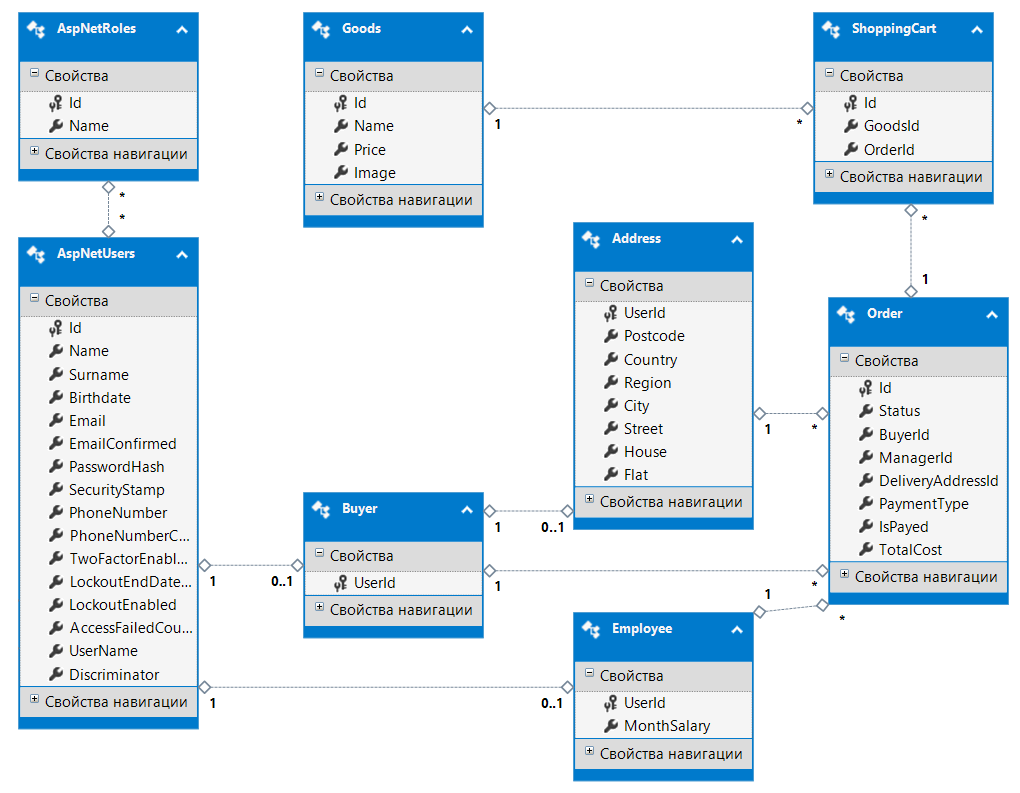 AspNetRoles
Свойства
Id
Name
Свойства навигации
*
*
AspNetUsers
Свойства
Id
Name
Surname
Birthdate
Email
EmailConfirmed
PasswordHash
SecurityStamp
PhoneNumber
PhoneNumberC...
TwoFactorEnabl...
LockoutEndDate...
LockoutEnabled
AccessFailedCou...
UserName
Discriminator
Свойства навигации
Goods
Свойства
Id
Name
Price
Image
Свойства навигации
1
*
ShoppingCart
Свойства
Id
GoodsId
OrderId
Свойства навигации
*
1
Address
Свойства
UserId
Postcode
Country
Region
City
Street
House
Flat
Свойства навигации
1
*
Order
Свойства
Id
Status
BuyerId
ManagerId
DeliveryAddressId
PaymentType
IsPayed
TotalCost
Свойства навигации
Buyer
Свойства
UserId
Свойства навигации
1
0..1
1
0..1
1
*
Employee
Свойства
UserId
MonthSalary
Свойства навигации
1
*
1
0..1